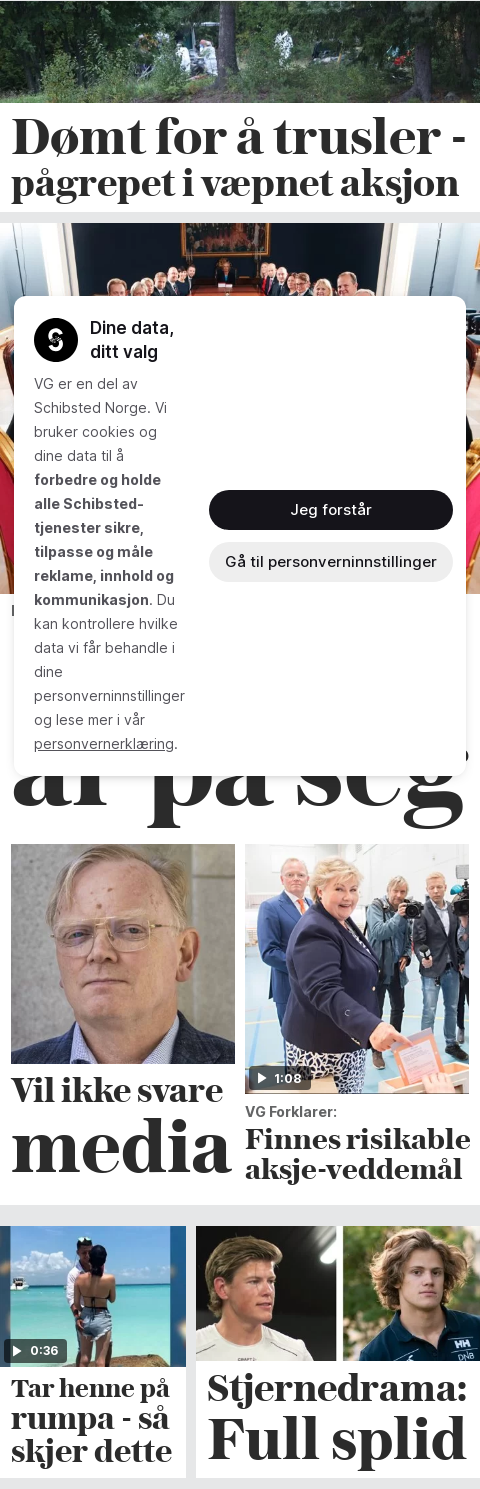 Dømt for å trusler -
pågrepet i væpnet aksjon
Dine data,
ditt valg
VG er en del av
Schibsted Norge. Vi
bruker cookies og
dine data til å
forbedre og holde
alle Schibsted-
tjenester sikre,
tilpasse og måle
reklame, innhold og
kommunikasjon. Du
kan kontrollere hvilke
data vi får behandle i
dine
personverninnstillinger
og lese mer i vår
personvernerklæring.
Jeg forstår
Gå til personverninnstillinger
år på seg
Vil ikke svare
media
1:08
VG Forklarer:
Finnes risikable
aksje-veddemål
0:36
Tar henne på
rumpa - så
skjer dette
Stjernedrama:
Full splid